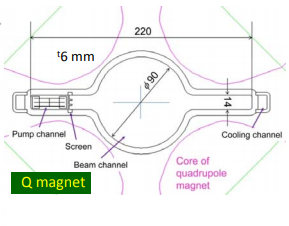 220
ᵗ6 mm
ϕ90
14
Pump channel
Cooling channel
Screen
Beam channel
Core of
quadrupole
magnet
Q magnet